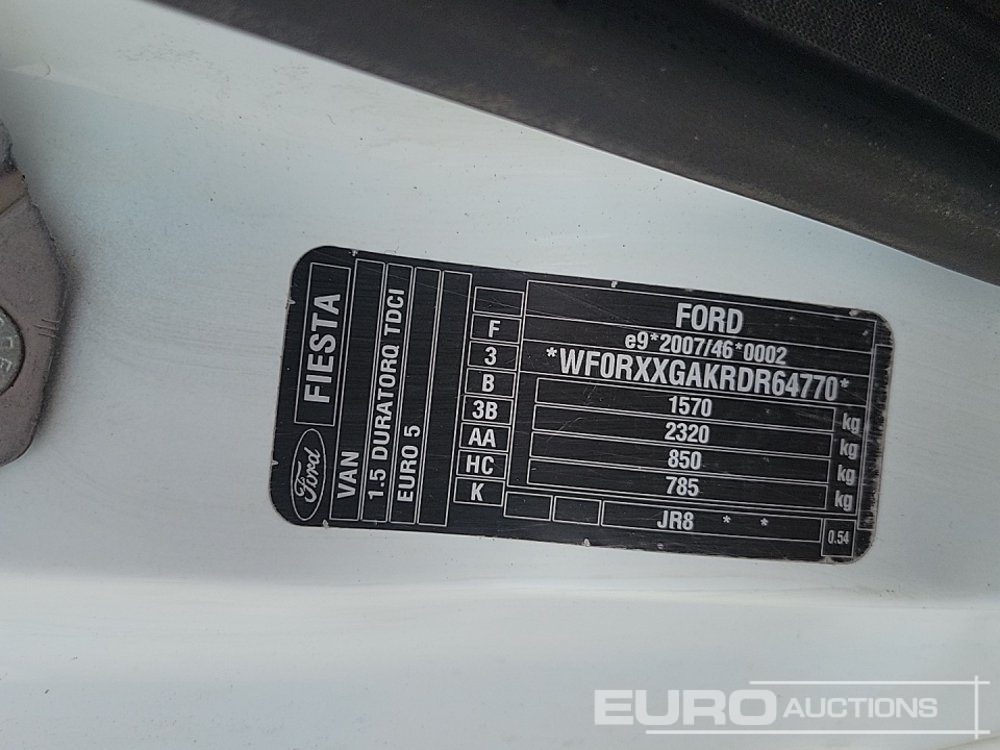 Ford FIESTA
VAN
1.5 DURATORQ TDCI
EURO 5
F
3
B
3B
AA
HC
K
FORD
e9*2007/46*0002
*WF0RXXGAKRDR64770*
1570 kg
2320 kg
850 kg
785 kg
JR8 * *
0.54
EURO AUCTIONS